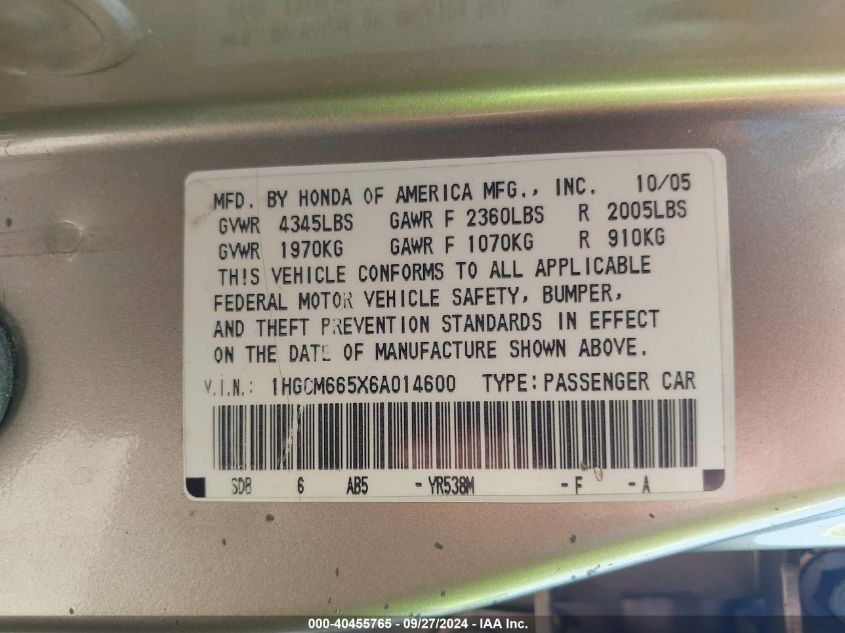 MFD. BY HONDA OF AMERICA MFG., INC. 10/05
GVWR 4345LBS GAWR F 2360LBS R 2005LBS
GVWR 1970KG GAWR F 1070KG R 910KG
THIS VEHICLE CONFORMS TO ALL APPLICABLE
FEDERAL MOTOR VEHICLE SAFETY, BUMPER,
AND THEFT PREVENTION STANDARDS IN EFFECT
ON THE DATE OF MANUFACTURE SHOWN ABOVE.
V.I.N.: 1HGCM665X6A014600 TYPE: PASSENGER CAR
SDB 6 AB5 - YR538M - F - A
000-40455765 - 09/27/2024 - IAA Inc.